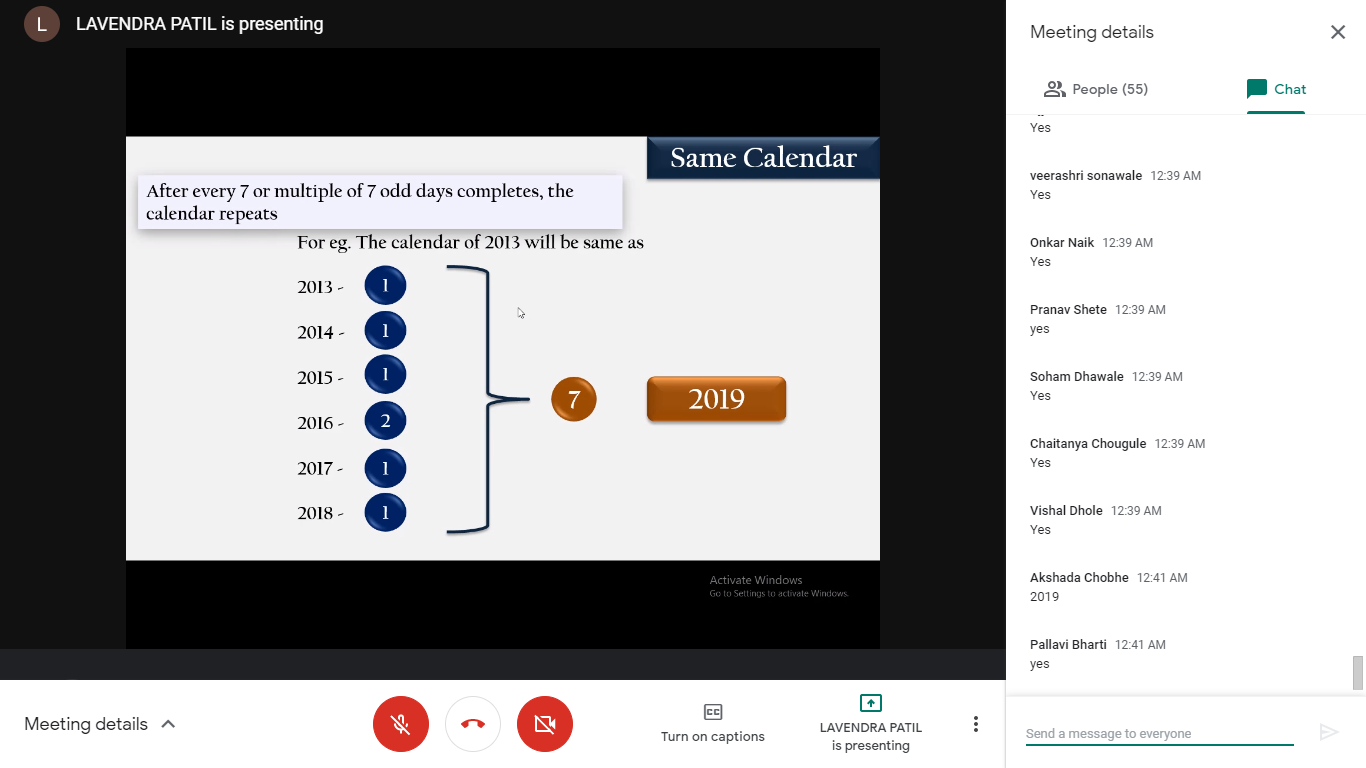 L
LAVENDRA PATIL is presenting
Same Calendar
After every 7 or multiple of 7 odd days completes, the
calendar repeats
For eg. The calendar of 2013 will be same as
2013 - 1
2014 - 1
2015 - 1
2016 - 2
2017 - 1
2018 - 1
7
2019
Activate Windows
Go to Settings to activate Windows.
Meeting details
People (55)
Chat
Yes
veerashri sonawale 12:39 AM
Yes
Onkar Naik 12:39 AM
Yes
Pranav Shete 12:39 AM
yes
Soham Dhawale 12:39 AM
Yes
Chaitanya Chougule 12:39 AM
Yes
Vishal Dhole 12:39 AM
Yes
Akshada Chobhe 12:41 AM
2019
Pallavi Bharti 12:41 AM
yes
Send a message to everyone
Meeting details
CC
Turn on captions
LAVENDRA PATIL
is presenting